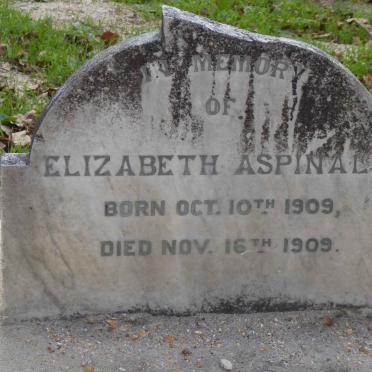 IN MEMORY
OF
ELIZABETH ASPINAL
BORN OCT. 10TH 1909,
DIED NOV. 16TH 1909.